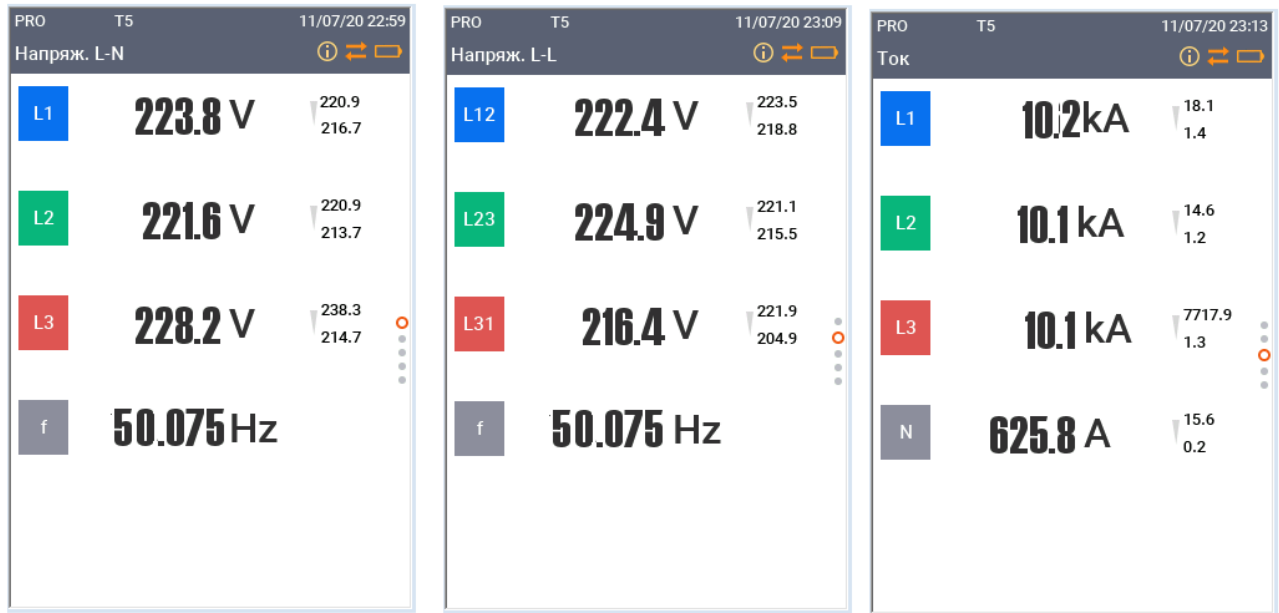 PRO T5 11/07/20 22:59
Напряж. L-N
L1 223.8 V 220.9
216.7
L2 221.6 V 220.9
213.7
L3 228.2 V 238.3
214.7
f 50.075 Hz
PRO T5 11/07/20 23:09
Напряж. L-L
L12 222.4 V 223.5
218.8
L23 224.9 V 221.1
215.5
L31 216.4 V 221.9
204.9
f 50.075 Hz
PRO T5 11/07/20 23:13
Ток
L1 10.2kA 18.1
1.4
L2 10.1 kA 14.6
1.2
L3 10.1 kA 7717.9
1.3
N 625.8 A 15.6
0.2